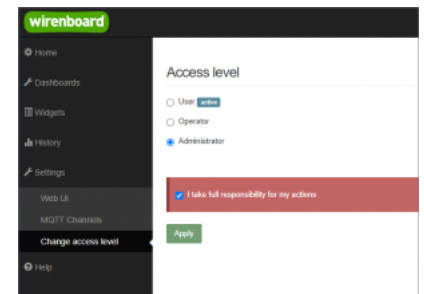 wirenboard
Home
Dashboards
Widgets
History
Settings
Web UI
MQTT Channels
Change access level
Help
Access level
User active
Operator
Administrator
I take full responsibility for my actions
Apply